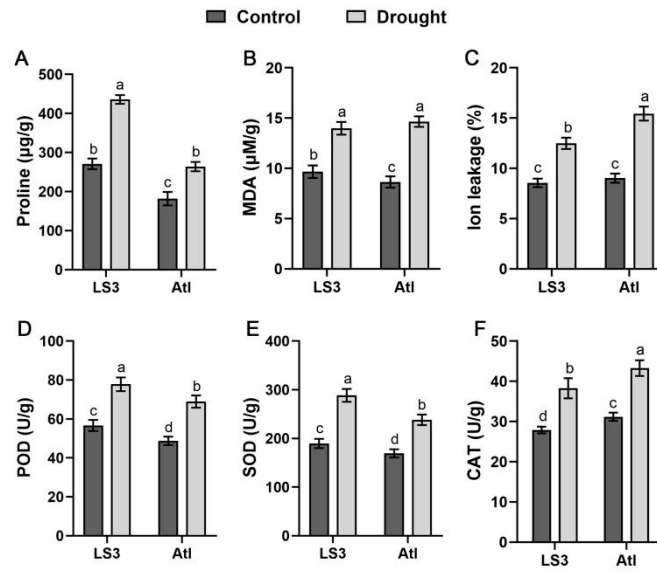 Control Drought
A
Proline (µg/g)
500
400
300
200
100
0
b
a
c
b
LS3 Atl
B
MDA (µM/g)
20
15
10
5
0
b
a
c
a
LS3 Atl
C
Ion leakage (%)
20
15
10
5
0
c
b
c
a
LS3 Atl
D
POD (U/g)
100
80
60
40
20
0
c
a
d
b
LS3 Atl
E
SOD (U/g)
400
300
200
100
0
c
a
d
b
LS3 Atl
F
CAT (U/g)
50
40
30
20
10
0
d
b
c
a
LS3 Atl